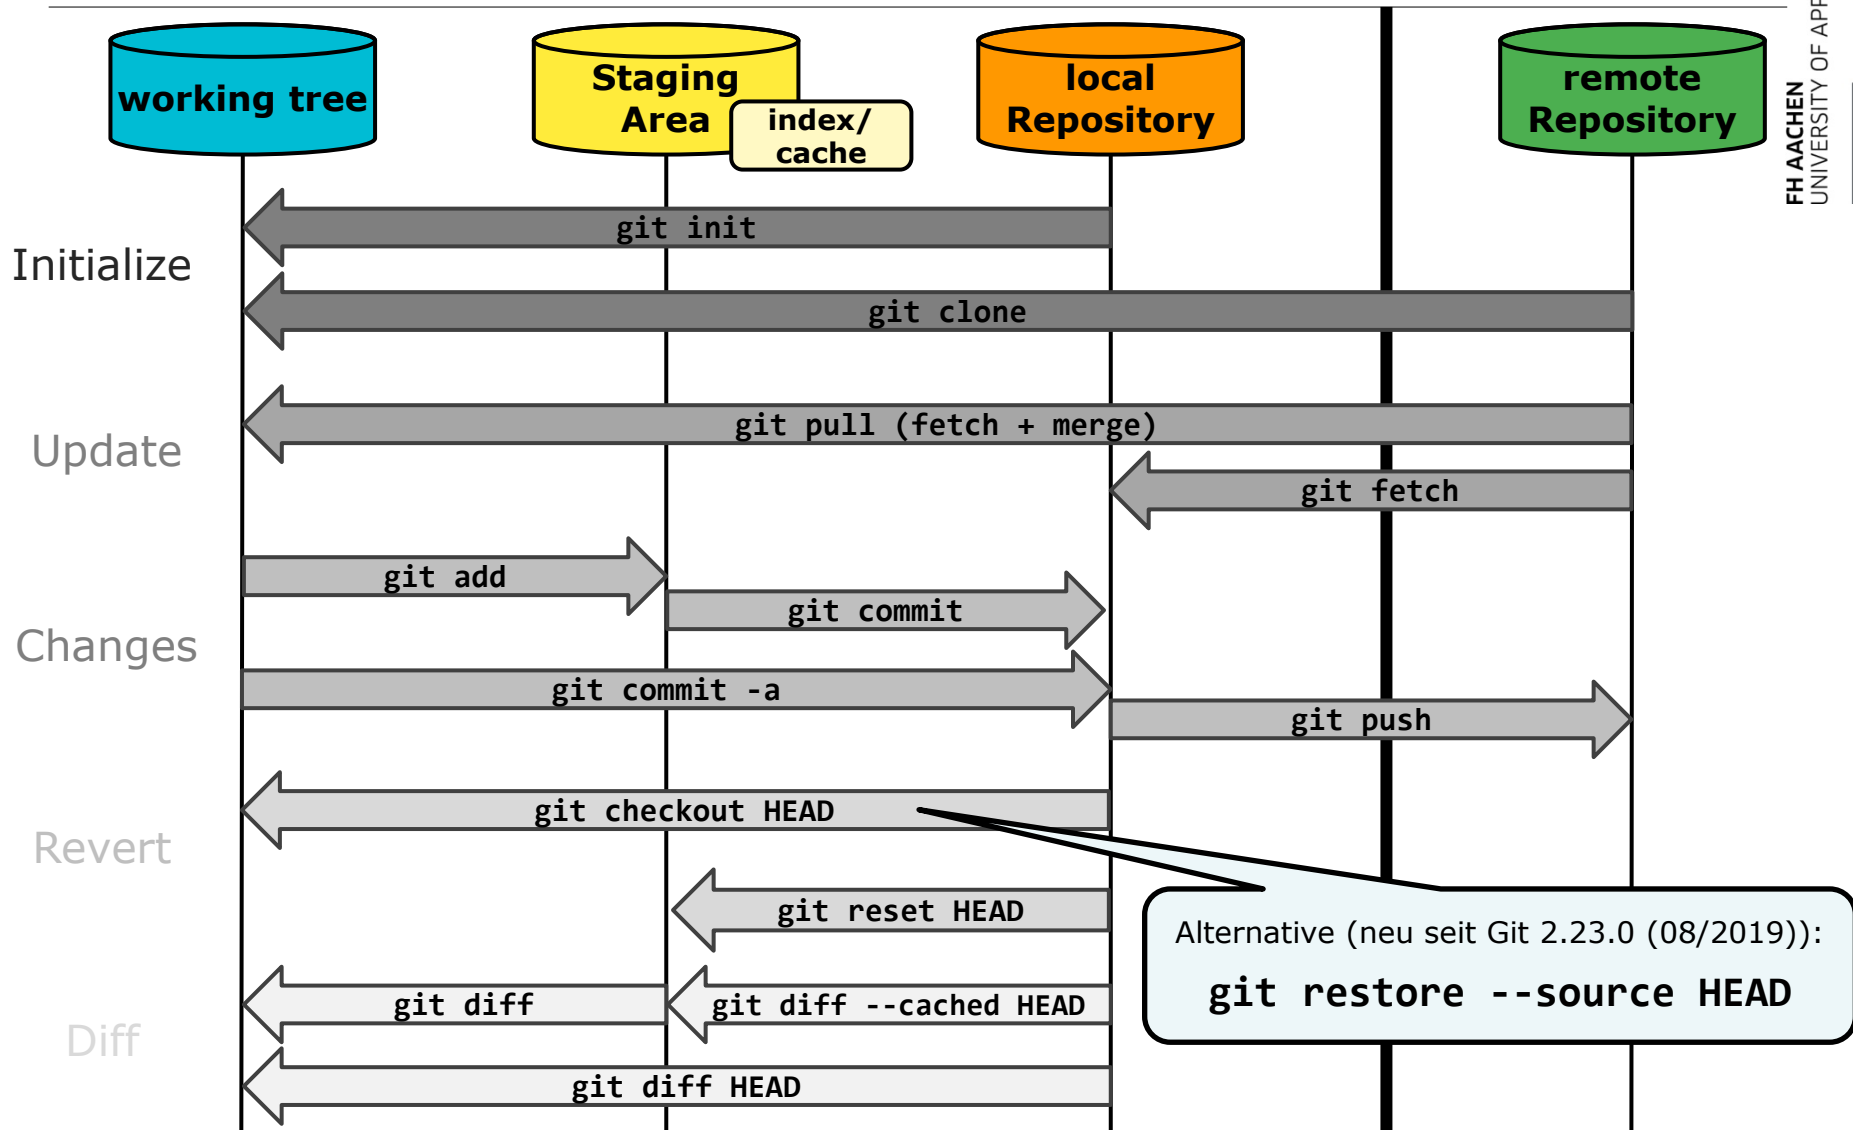 working tree
Staging
Area
index/
cache
local
Repository
remote
Repository
FH AACHEN
UNIVERSITY OF APP
Initialize
git init
git clone
Update
git pull (fetch + merge)
git fetch
Changes
git add
git commit
git commit -a
git push
Revert
git checkout HEAD
git reset HEAD
Alternative (neu seit Git 2.23.0 (08/2019)):
git restore --source HEAD
Diff
git diff
git diff --cached HEAD
git diff HEAD